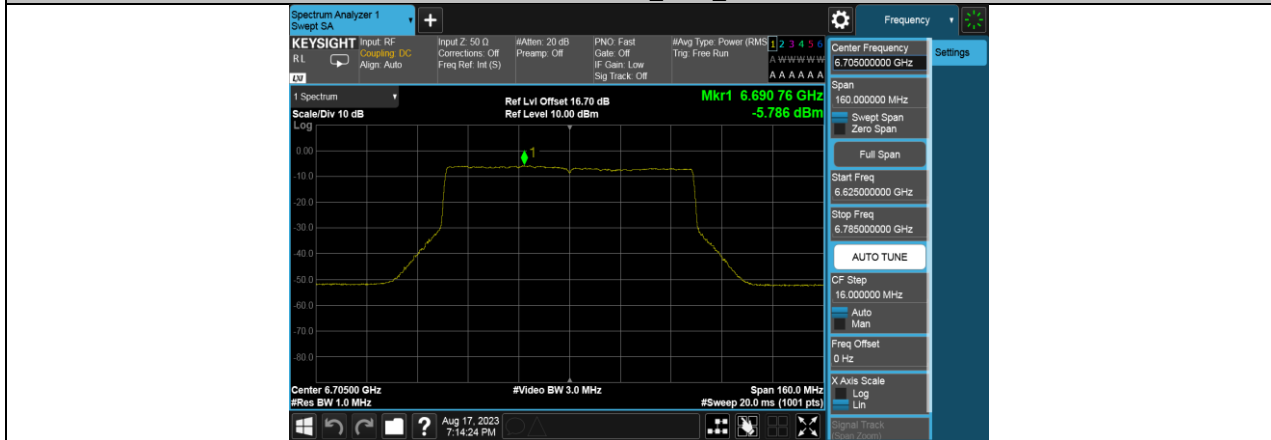 Spectrum Analyzer 1
Swept SA
Frequency
KEYSIGHT
RL
LXI
Input: RF
Coupling: DC
Align: Auto
Input Z: 50 Ω
Corrections: Off
Freq Ref: Int (S)
#Atten: 20 dB
Preamp: Off
PNO: Fast
Gate: Off
IF Gain: Low
Sig Track: Off
#Avg Type: Power (RMS
Trig: Free Run
1 2 3 4 5 6
A W W W W W
A A A A A A
Center Frequency
6.705000000 GHz
Settings
Span
160.000000 MHz
Swept Span
Zero Span
Full Span
Start Freq
6.625000000 GHz
Stop Freq
6.785000000 GHz
AUTO TUNE
CF Step
16.000000 MHz
Auto
Man
Freq Offset
0 Hz
X Axis Scale
Log
Lin
Signal Track
(Span Zoom)
1 Spectrum
Scale/Div 10 dB
Ref Lvl Offset 16.70 dB
Ref Level 10.00 dBm
Mkr1 6.690 76 GHz
-5.786 dBm
Log
0.00
-10.0
-20.0
-30.0
-40.0
-50.0
-60.0
-70.0
-80.0
1
Center 6.70500 GHz
#Res BW 1.0 MHz
#Video BW 3.0 MHz
Span 160.0 MHz
#Sweep 20.0 ms (1001 pts)
?
Aug 17, 2023
7:14:24 PM